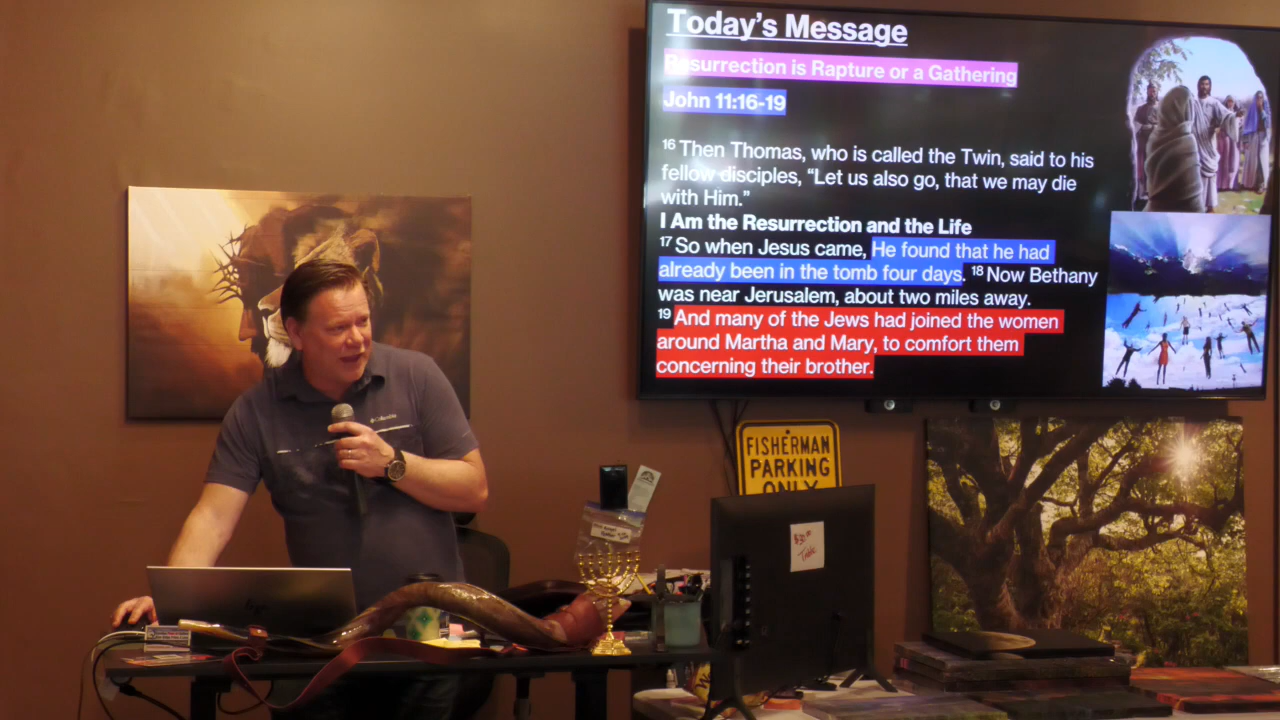 Today's Message
Resurrection is Rapture or a Gathering
John 11:16-19
16 Then Thomas, who is called the Twin, said to his
fellow disciples, “Let us also go, that we may die
with Him.”
I Am the Resurrection and the Life
17 So when Jesus came, He found that he had
already been in the tomb four days. 18 Now Bethany
was near Jerusalem, about two miles away.
19 And many of the Jews had joined the women
around Martha and Mary, to comfort them
concerning their brother.
Columbia
FISHERMAN
PARKING
ONLY
Table